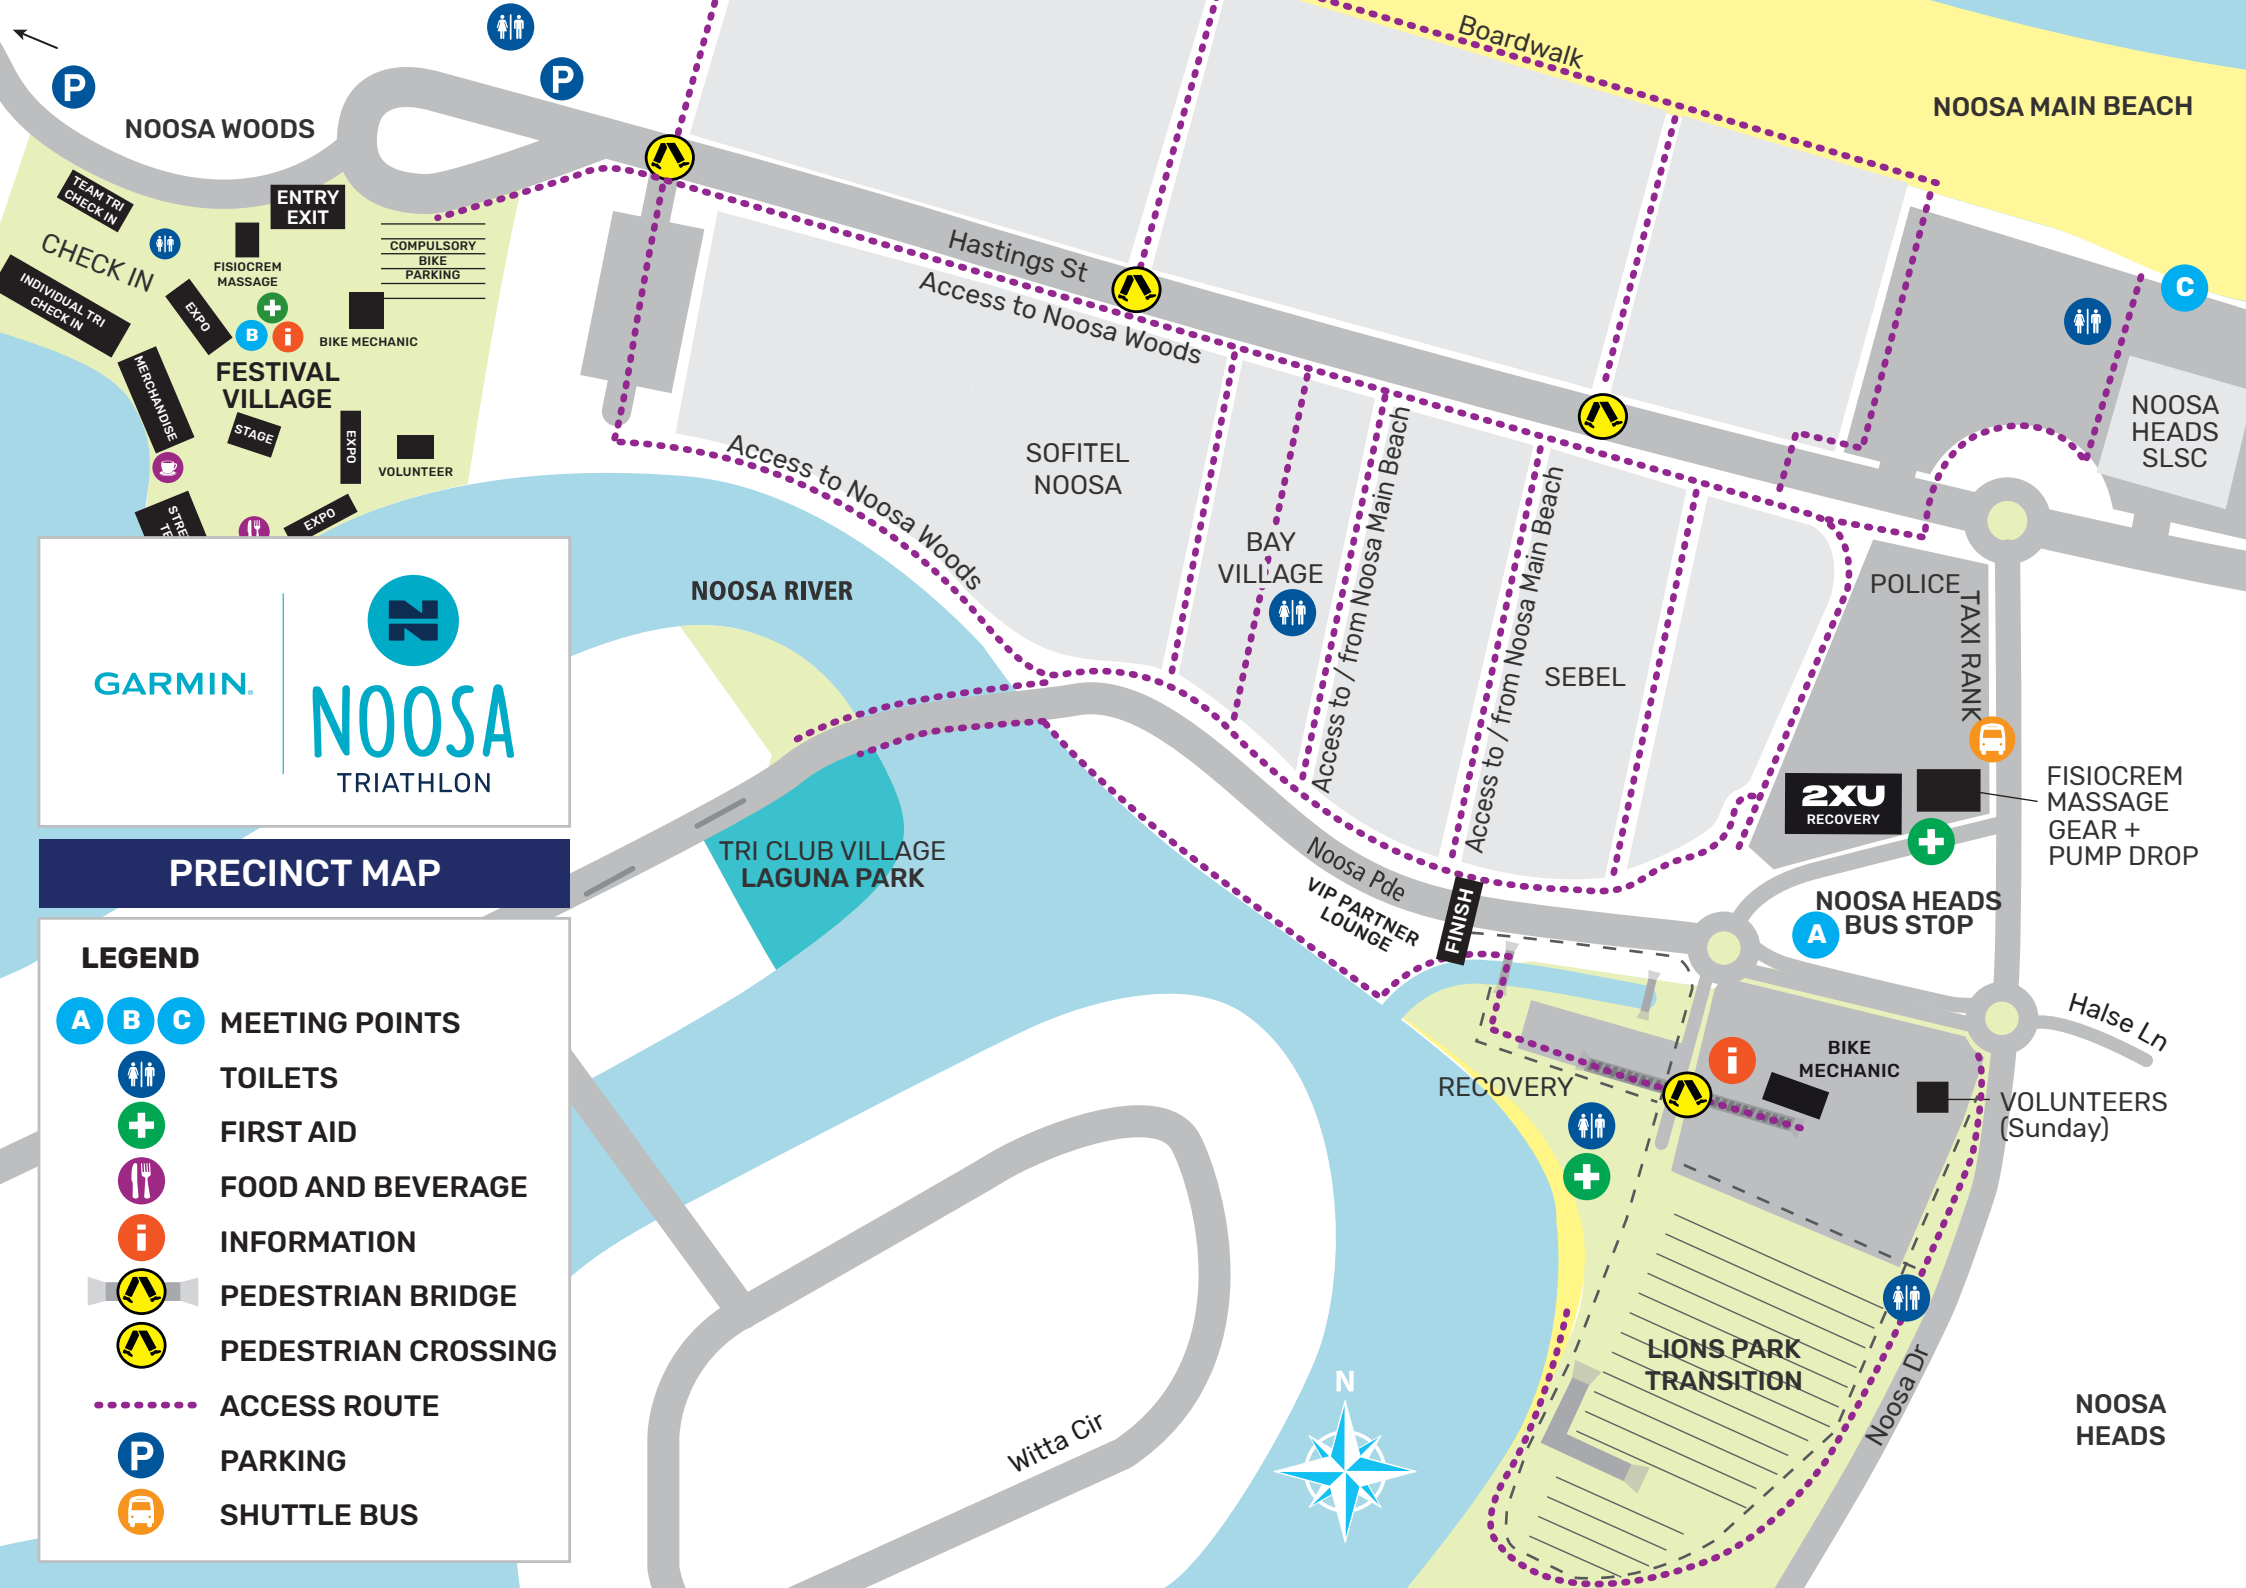 Boardwalk
NOOSA MAIN BEACH
P
P
NOOSA WOODS
TEAM TRI
CHECK IN
ENTRY
EXIT
CHECK IN
COMPULSORY
BIKE
PARKING
FISIOCREM
MASSAGE
INDIVIDUAL TRI
CHECK IN
EXPO
B
i
BIKE MECHANIC
MERCHANDISE
FESTIVAL
VILLAGE
STAGE
EXPO
VOLUNTEER
EXPO
Hastings St
Access to Noosa Woods
C
NOOSA
HEADS
SLSC
Access to Noosa Woods
SOFITEL
NOOSA
BAY
VILLAGE
Access to / from Noosa Main Beach
Access to / from Noosa Main Beach
SEBEL
POLICE
TAXI RANK
NOOSA RIVER
GARMIN.
N
NOOSA
TRIATHLON
PRECINCT MAP
TRI CLUB VILLAGE
LAGUNA PARK
2XU
RECOVERY
FISIOCREM
MASSAGE
GEAR +
PUMP DROP
Noosa Pde
VIP PARTNER
LOUNGE
FINISH
NOOSA HEADS
BUS STOP
A
Halse Ln
i
BIKE
MECHANIC
RECOVERY
VOLUNTEERS
(Sunday)
LIONS PARK
TRANSITION
Noosa Dr
NOOSA
HEADS
Witta Cir
N
LEGEND
A B C MEETING POINTS
TOILETS
FIRST AID
FOOD AND BEVERAGE
i INFORMATION
PEDESTRIAN BRIDGE
PEDESTRIAN CROSSING
ACCESS ROUTE
P PARKING
SHUTTLE BUS